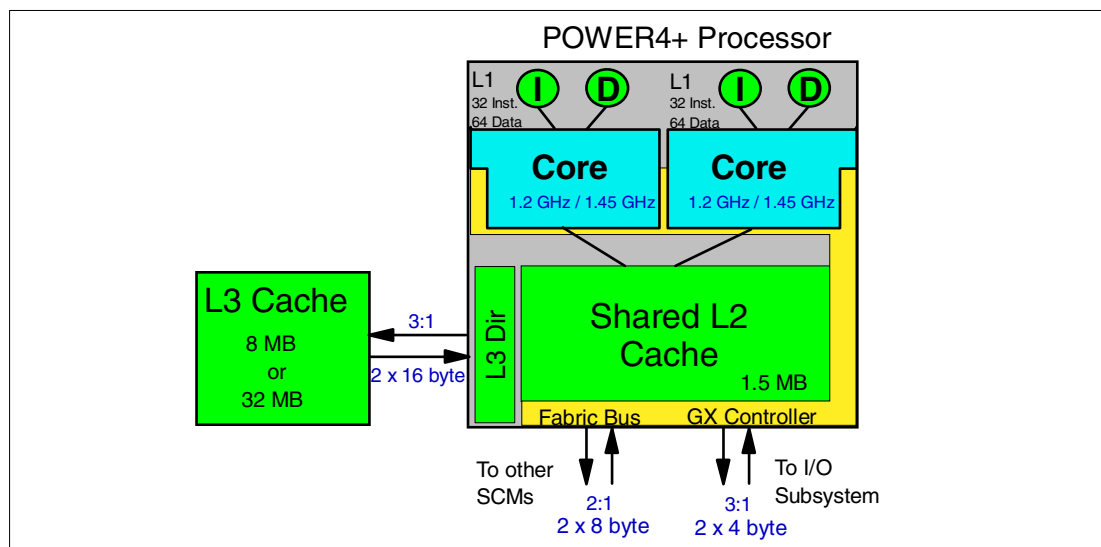 POWER4+ Processor
L1
32 Inst.
64 Data
I
D
L1
32 Inst.
64 Data
I
D
Core
1.2 GHz / 1.45 GHz
Core
1.2 GHz / 1.45 GHz
L3 Cache
8 MB
or
32 MB
3:1
2 x 16 byte
L3 Dir
Shared L2
Cache
1.5 MB
Fabric Bus
GX Controller
To other
SCMs
2:1
2 x 8 byte
3:1
2 x 4 byte
To I/O
Subsystem